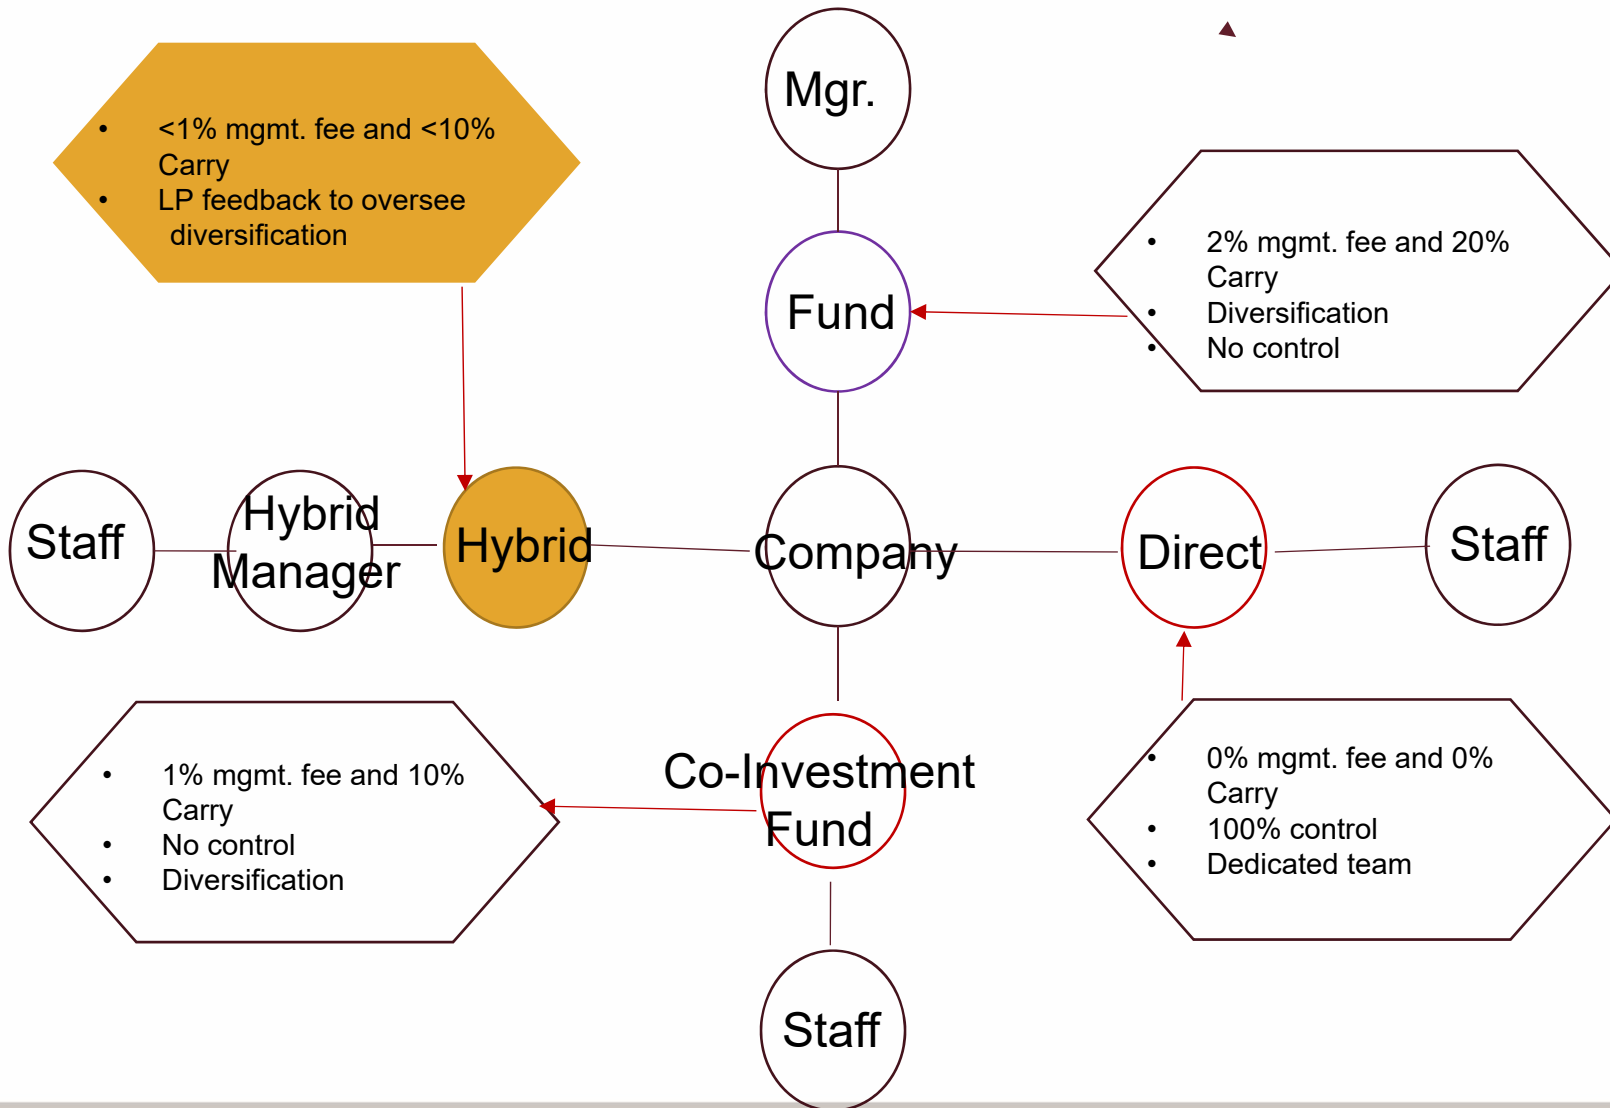 Mgr.
• <1% mgmt. fee and <10%
Carry
• LP feedback to oversee
diversification
• 2% mgmt. fee and 20%
Carry
• Diversification
• No control
Fund
Staff
Hybrid
Manager
Hybrid
Company
Direct
Staff
• 1% mgmt. fee and 10%
Carry
• No control
• Diversification
Co-Investment
Fund
• 0% mgmt. fee and 0%
Carry
• 100% control
• Dedicated team
Staff